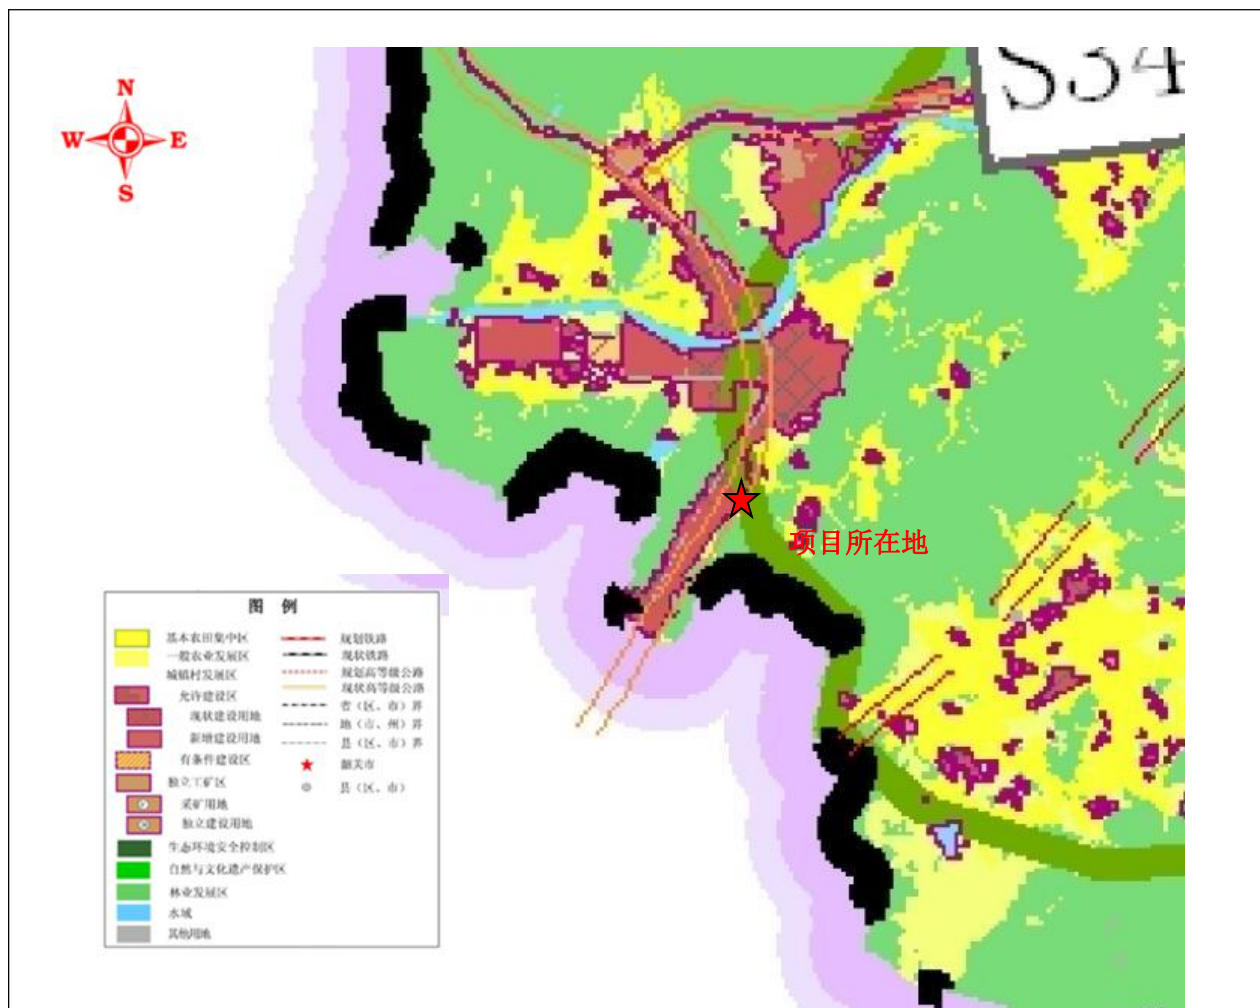 N
S34
W E
S
项目所在地
图 例
基本农田集中区
一般农业发展区
城镇村发展区
允许建设区
现状建设用地
新增建设用地
有条件建设区
独立工矿区
采矿用地
独立建设用地
生态环境安全控制区
自然与文化遗产保护区
林业发展区
水域
其他用地
规划铁路
现状铁路
规划高等级公路
现状高等级公路
省（区、市）界
地（市、州）界
县（区、市）界
韶关市
县（区、市）